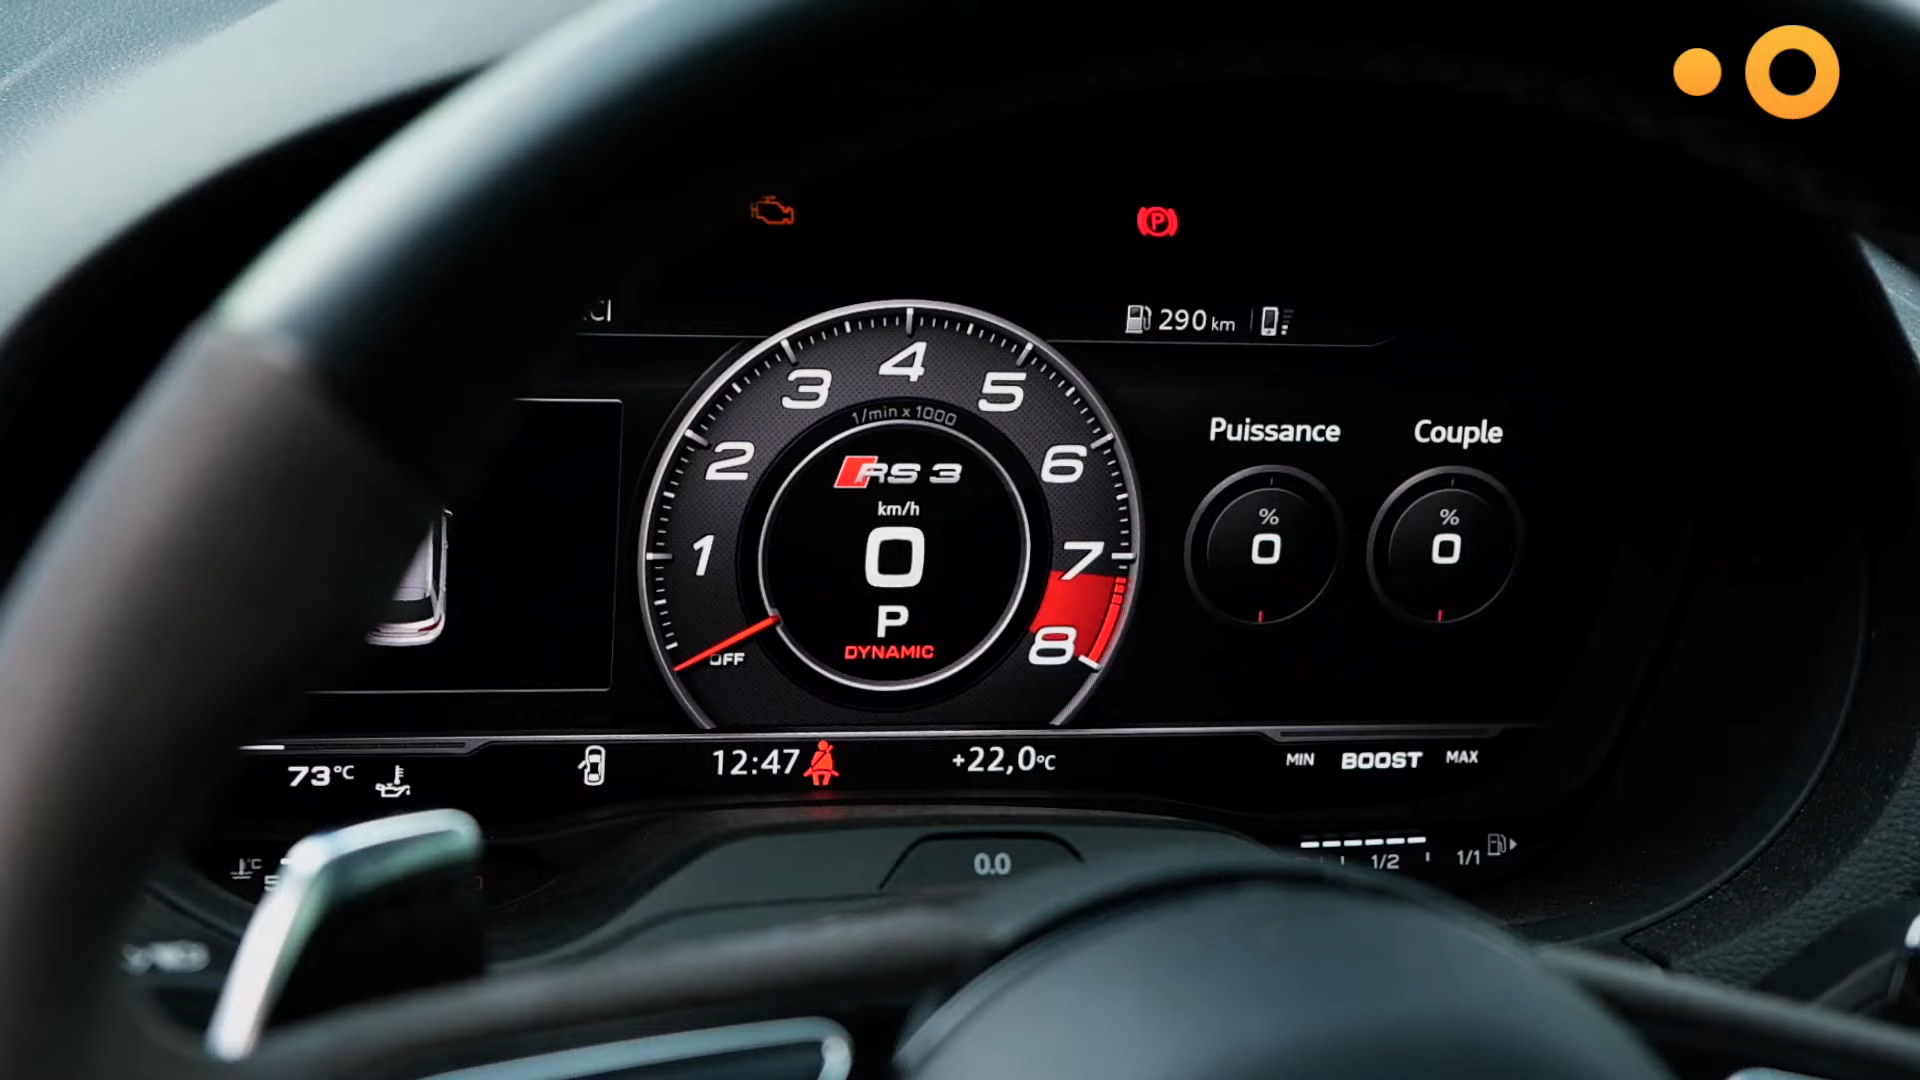 290 km
4
3
5
1/min x 1000
Puissance
Couple
2
6
RS 3
km/h
%
%
1
0
7
0
0
P
DYNAMIC
8
OFF
12:47
+22,0°C
MIN
BOOST
MAX
73°C
0.0
°C
1/2
1/1